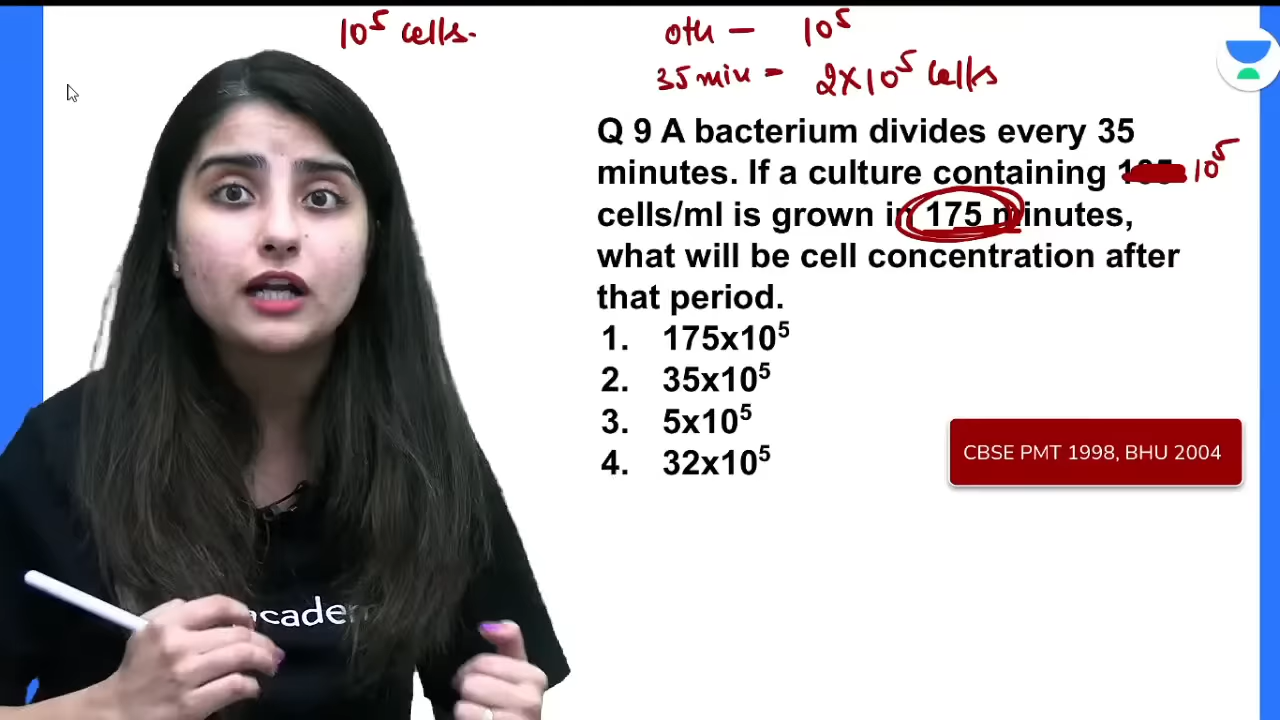 10⁵ cells.
0th - 10⁵
35 min = 2x10⁵ cells
Q 9 A bacterium divides every 35
minutes. If a culture containing 10⁵
cells/ml is grown in 175 minutes,
what will be cell concentration after
that period.
1. 175x10⁵
2. 35x10⁵
3. 5x10⁵
4. 32x10⁵
CBSE PMT 1998, BHU 2004
academ